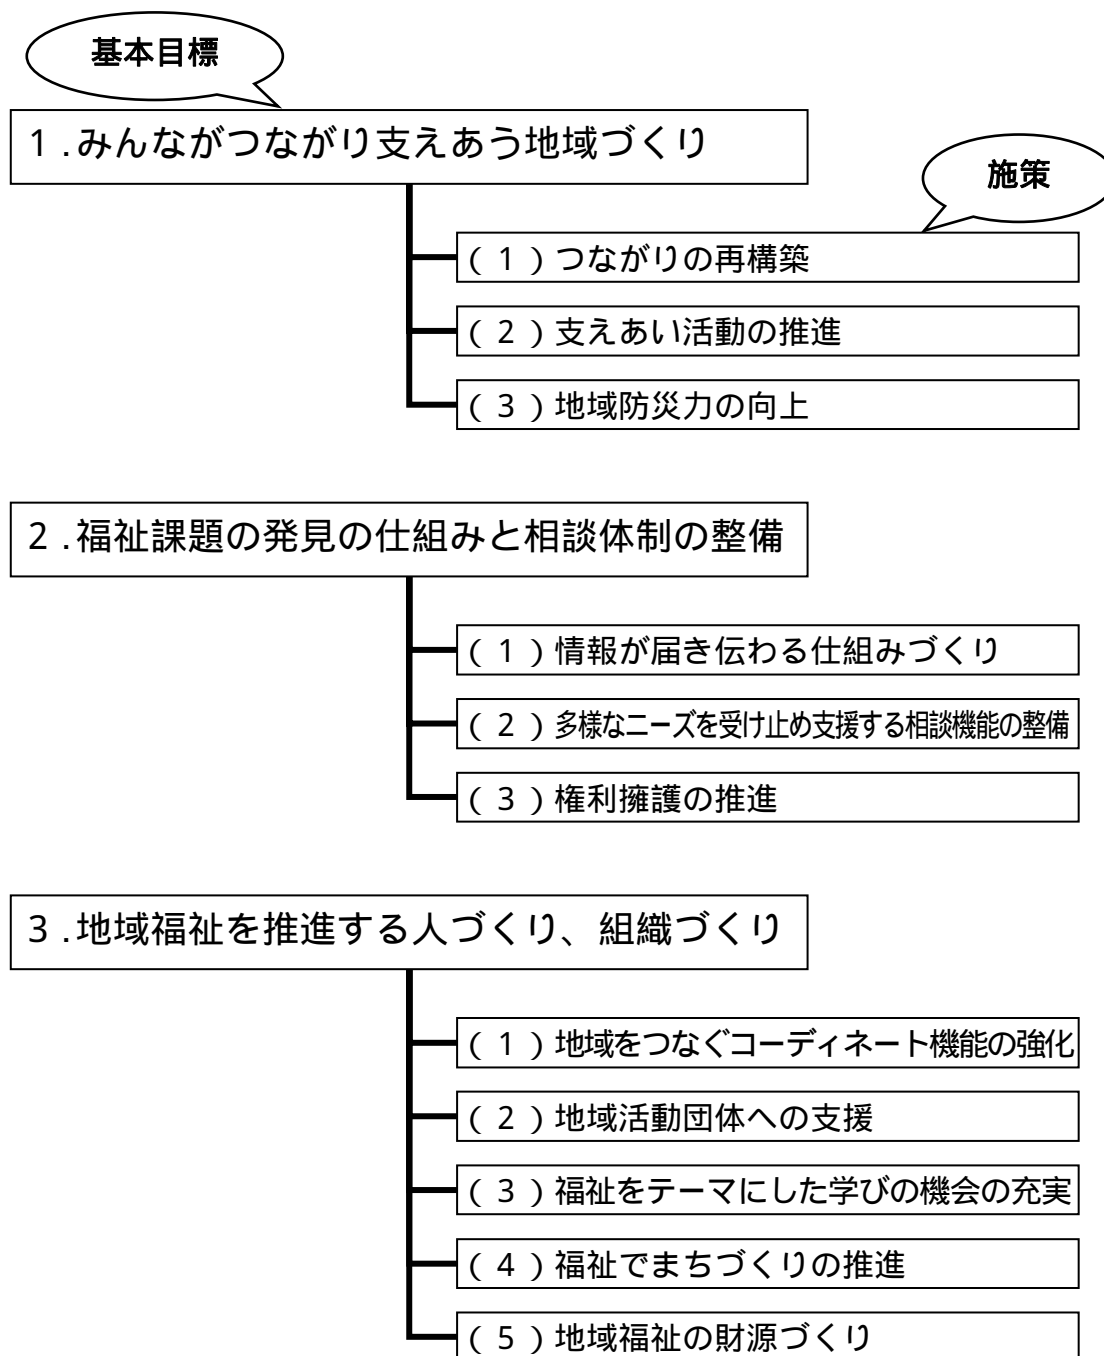 基本目標
1.みんながつながり支えあう地域づくり
施策
(1)つながりの再構築
(2)支えあい活動の推進
(3)地域防災力の向上
2.福祉課題の発見の仕組みと相談体制の整備
(1)情報が届き伝わる仕組みづくり
(2)多様なニーズを受け止め支援する相談機能の整備
(3)権利擁護の推進
3.地域福祉を推進する人づくり、組織づくり
(1)地域をつなぐコーディネート機能の強化
(2)地域活動団体への支援
(3)福祉をテーマにした学びの機会の充実
(4)福祉でまちづくりの推進
(5)地域福祉の財源づくり